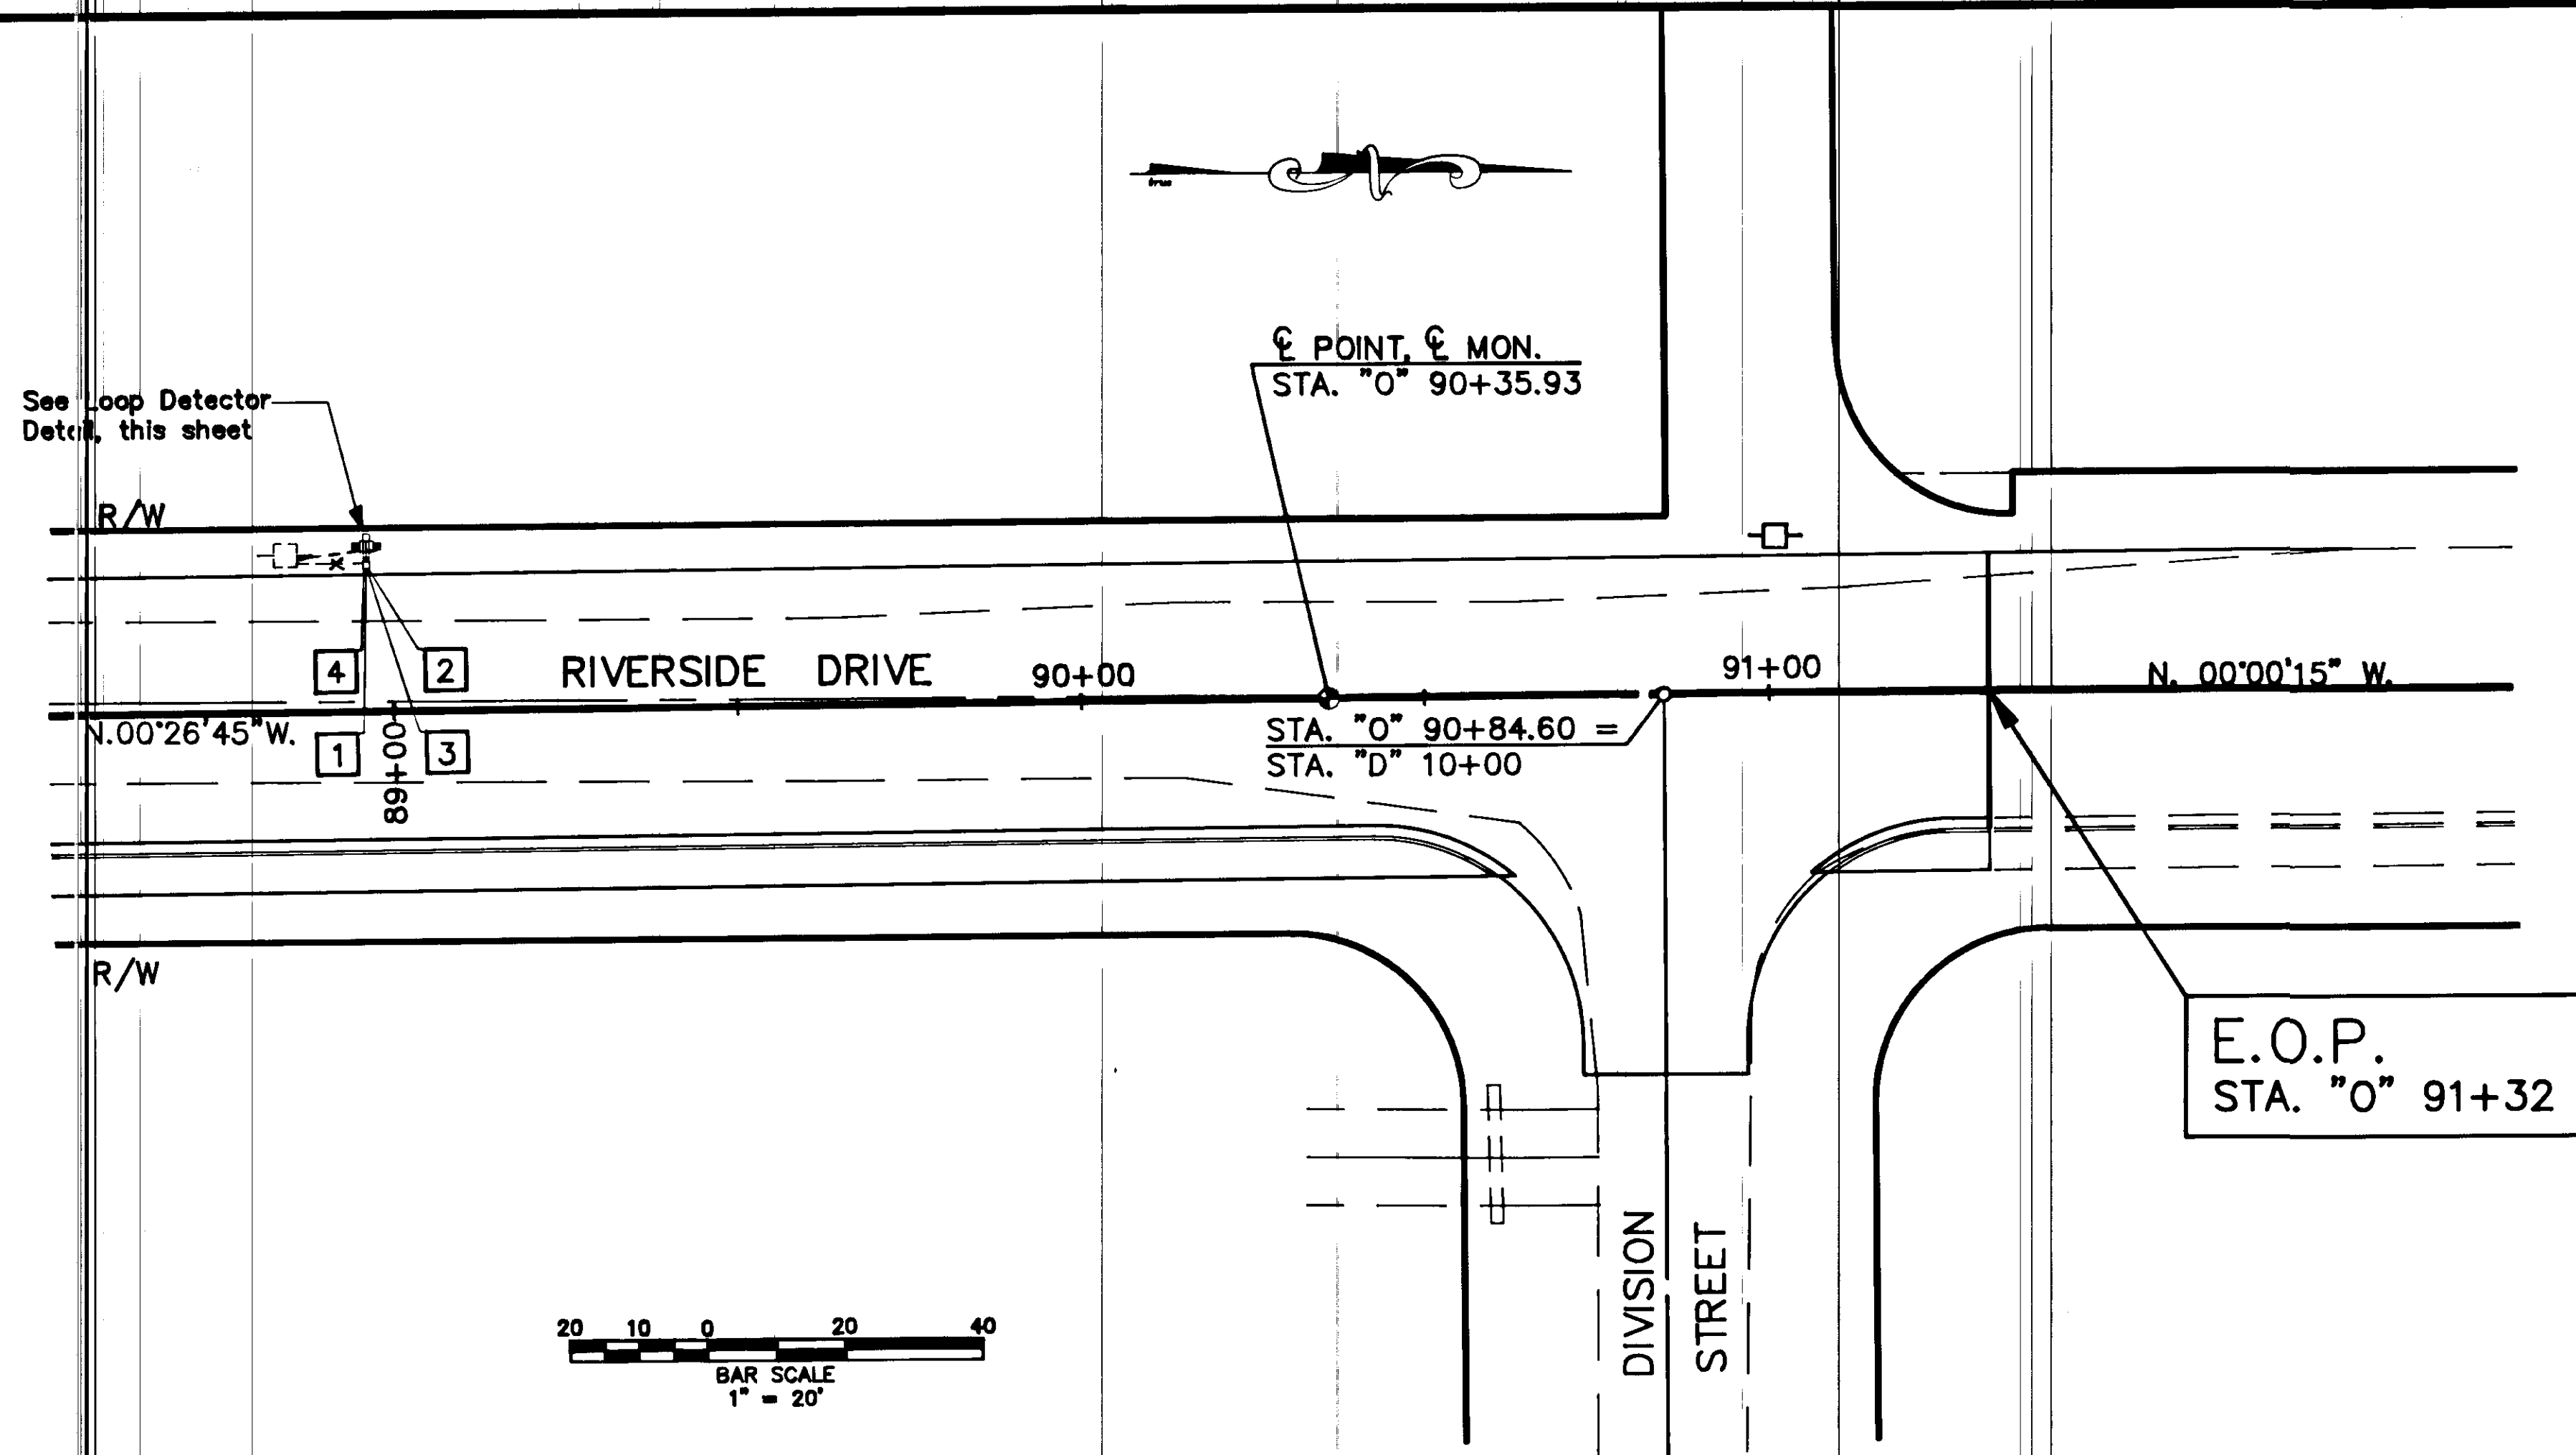 true
℄ POINT, ℄ MON.
STA. "O" 90+35.93
See Loop Detector
Detail, this sheet
R/W
4
2
RIVERSIDE DRIVE
90+00
91+00
N. 00°00'15" W.
N.00°26'45"W.
1
3
89+00
STA. "O" 90+84.60 =
STA. "D" 10+00
R/W
E.O.P.
STA. "O" 91+32
DIVISION
STREET
20 10 0 20 40
BAR SCALE
1" = 20'